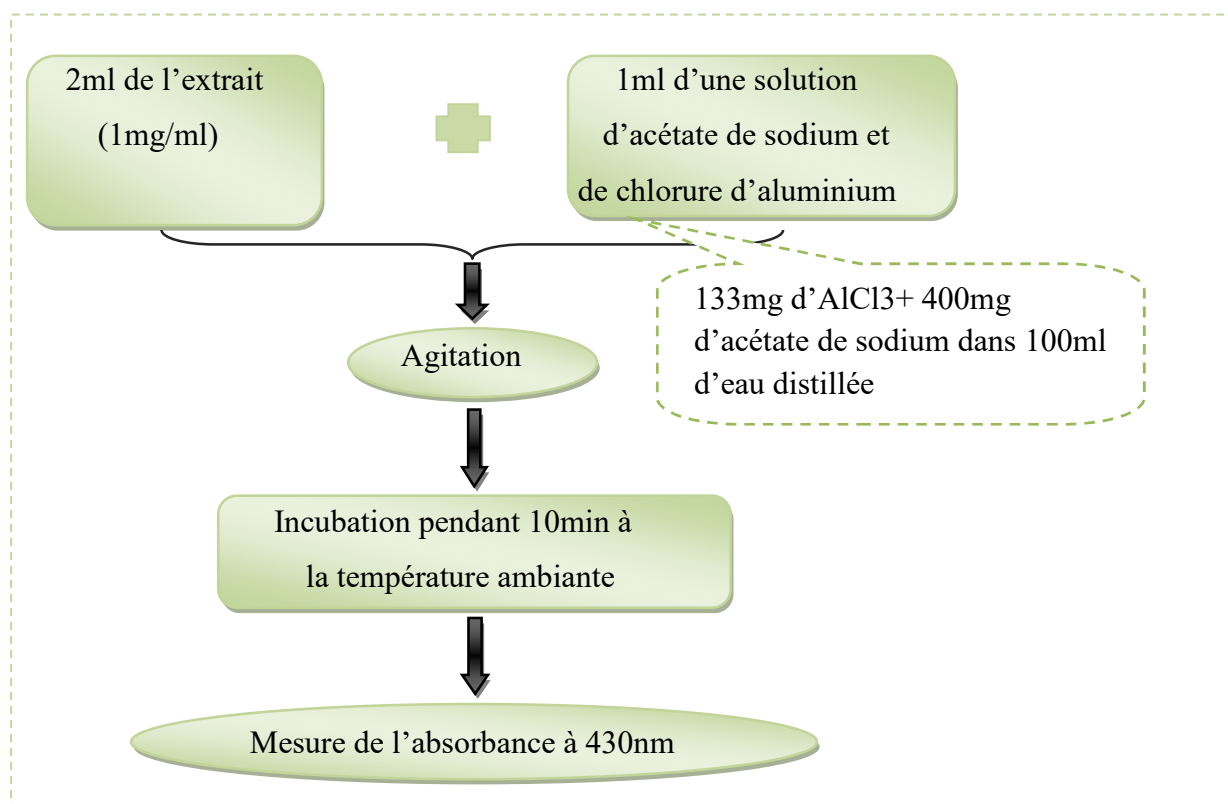 2ml de l’extrait
(1mg/ml)
1ml d’une solution
d’acétate de sodium et
de chlorure d’aluminium
133mg d’AlCl3+ 400mg
d’acétate de sodium dans 100ml
d’eau distillée
Agitation
Incubation pendant 10min à
la température ambiante
Mesure de l’absorbance à 430nm